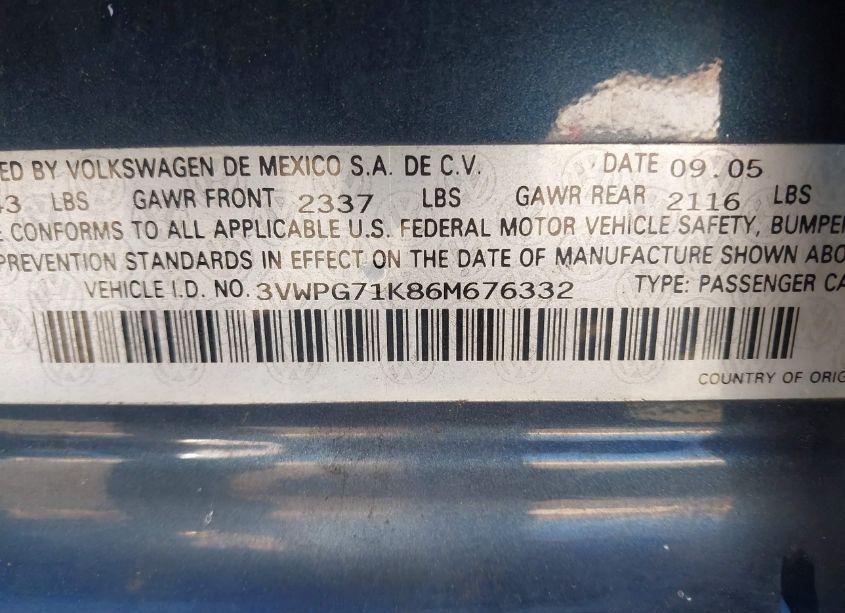 ED BY VOLKSWAGEN DE MEXICO S.A. DE C.V. DATE 09.05
43 LBS GAWR FRONT 2337 LBS GAWR REAR 2116 LBS
E CONFORMS TO ALL APPLICABLE U.S. FEDERAL MOTOR VEHICLE SAFETY, BUMPER
PREVENTION STANDARDS IN EFFECT ON THE DATE OF MANUFACTURE SHOWN ABO
VEHICLE I.D. NO. 3VWPG71K86M676332 TYPE: PASSENGER CA
COUNTRY OF ORIG